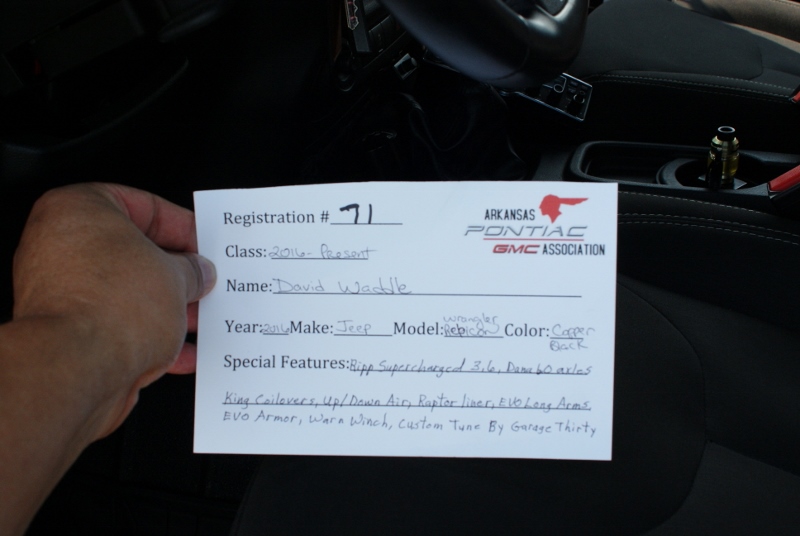 Registration # 71
ARKANSAS
PONTIAC
GMC ASSOCIATION
Class: 2016- Present
Name: David Waddle
Year: 2016 Make: Jeep Model: Wrangler Rebicon Color: Copper Black
Special Features: Ripp Supercharged 3.6, Dana 60 axles
King Coilovers, Up/Down Air, Raptor liner, EVO Long Arms,
EVO Armor, Warn Winch, Custom Tune By Garage Thirty